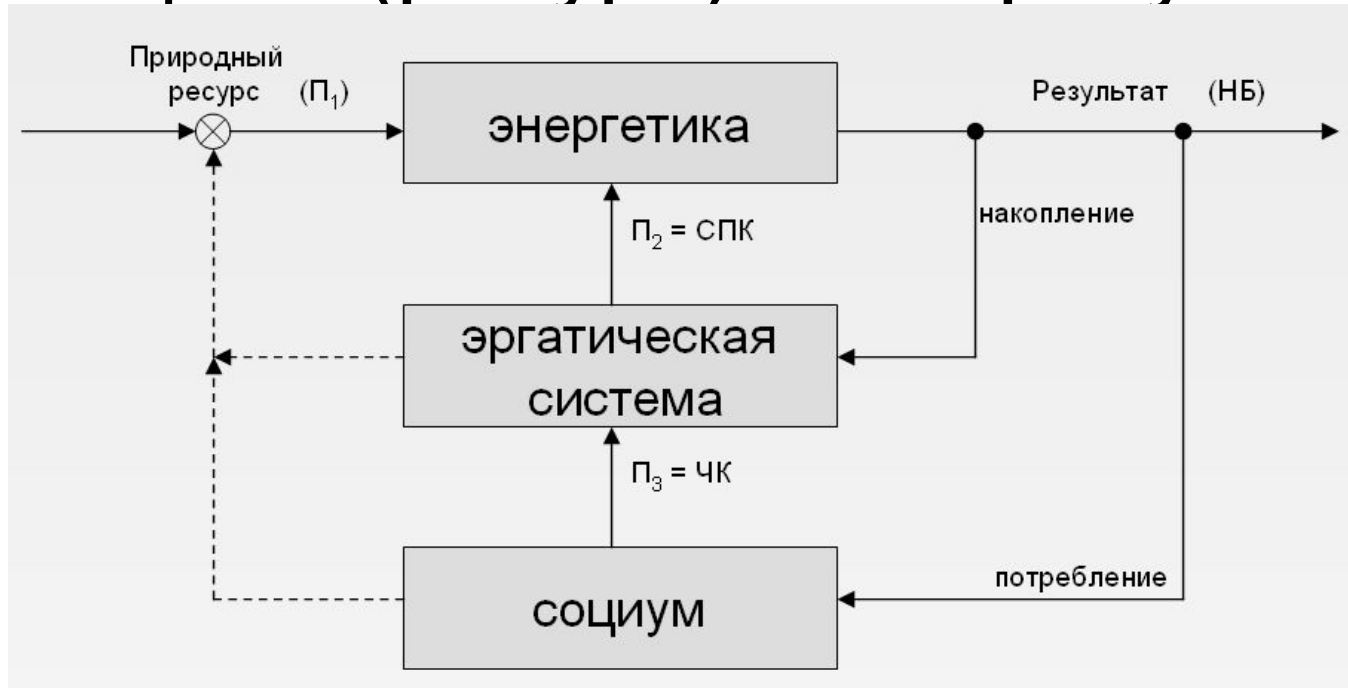 Природный
ресурс (П₁)
энергетика
Результат (НБ)
накопление
П₂ = СПК
эргатическая
система
П₃ = ЧК
потребление
социум